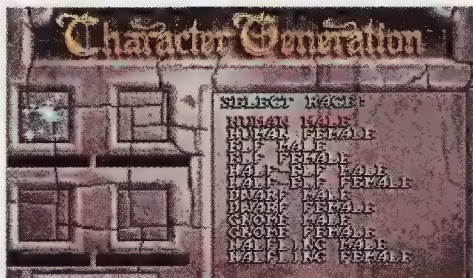 Character Generation
SELECT RACE:
HUMAN MALE
HUMAN FEMALE
ELF MALE
ELF FEMALE
HALF-ELF MALE
HALF-ELF FEMALE
DWARF MALE
DWARF FEMALE
GNOME MALE
GNOME FEMALE
HALFLING MALE
HALFLING FEMALE